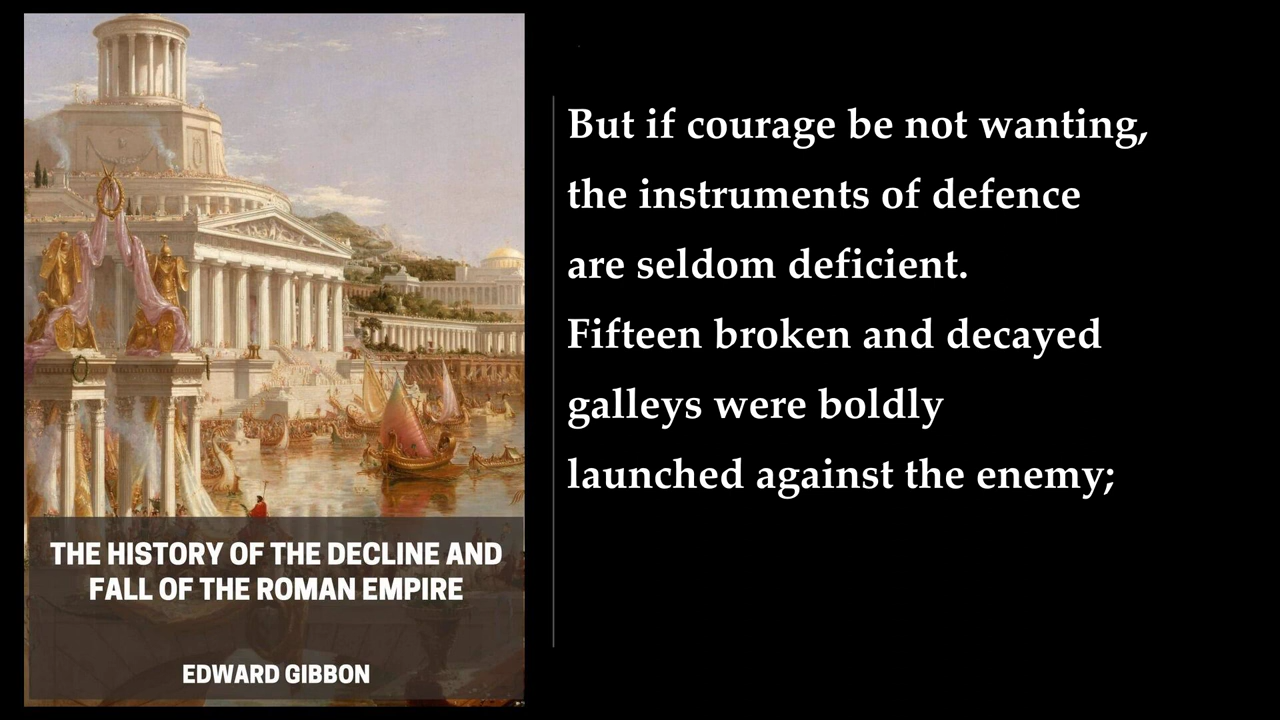 But if courage be not wanting,
the instruments of defence
are seldom deficient.
Fifteen broken and decayed
galleys were boldly
launched against the enemy;
THE HISTORY OF THE DECLINE AND
FALL OF THE ROMAN EMPIRE
EDWARD GIBBON